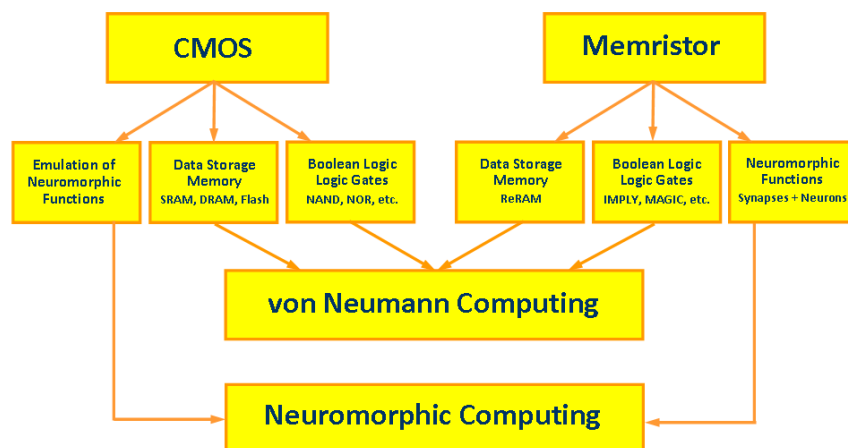 CMOS
Memristor
Emulation of
Neuromorphic
Functions
Data Storage
Memory
SRAM, DRAM, Flash
Boolean Logic
Logic Gates
NAND, NOR, etc.
Data Storage
Memory
ReRAM
Boolean Logic
Logic Gates
IMPLY, MAGIC, etc.
Neuromorphic
Functions
Synapses + Neurons
von Neumann Computing
Neuromorphic Computing